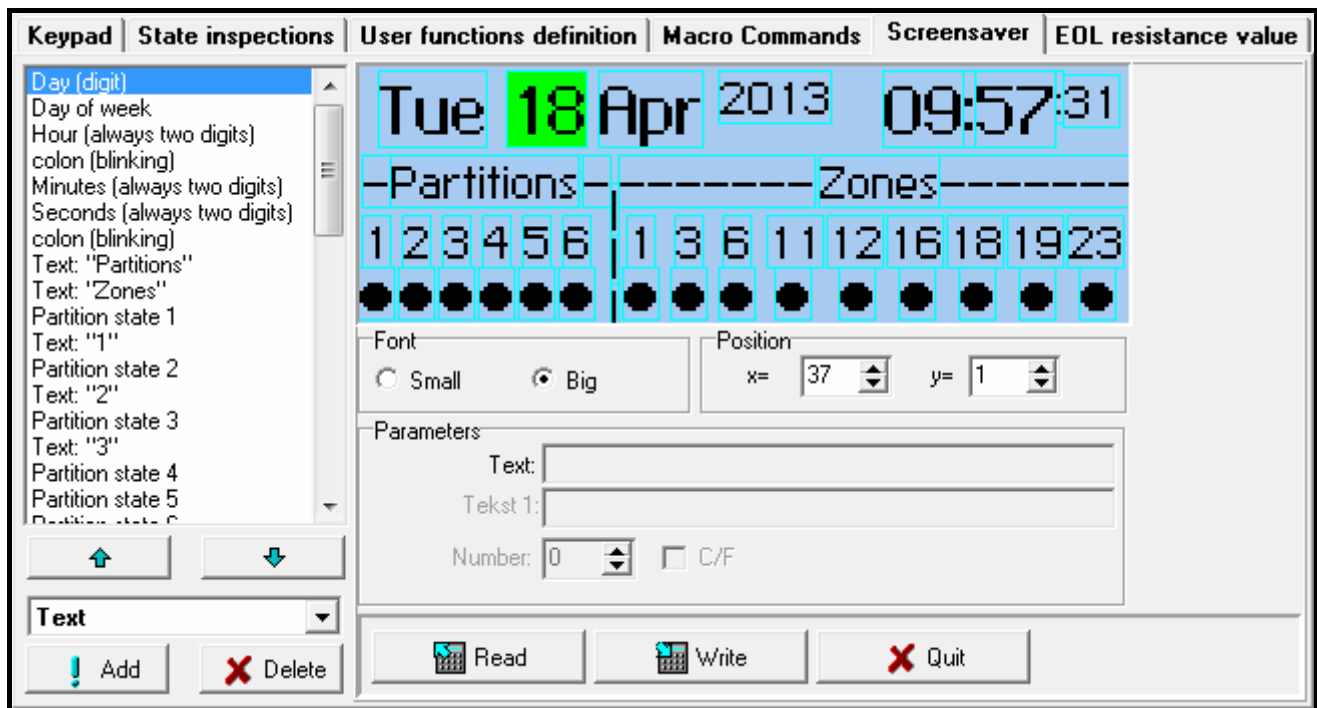 Keypad State inspections User functions definition Macro Commands Screensaver EOL resistance value
Day (digit)
Day of week
Hour (always two digits)
colon (blinking)
Minutes (always two digits)
Seconds (always two digits)
colon (blinking)
Text: "Partitions"
Text: "Zones"
Partition state 1
Text: "1"
Partition state 2
Text: "2"
Partition state 3
Text: "3"
Partition state 4
Partition state 5
Text
Add Delete
Tue 18 Apr 2013 09:57:31
-Partitions- --------Zones--------
1 2 3 4 5 6 1 3 6 11 12 16 18 19 23
Font
Small Big
Position
x= 37 y= 1
Parameters
Text:
Tekst 1:
Number: 0 C/F
Read Write Quit